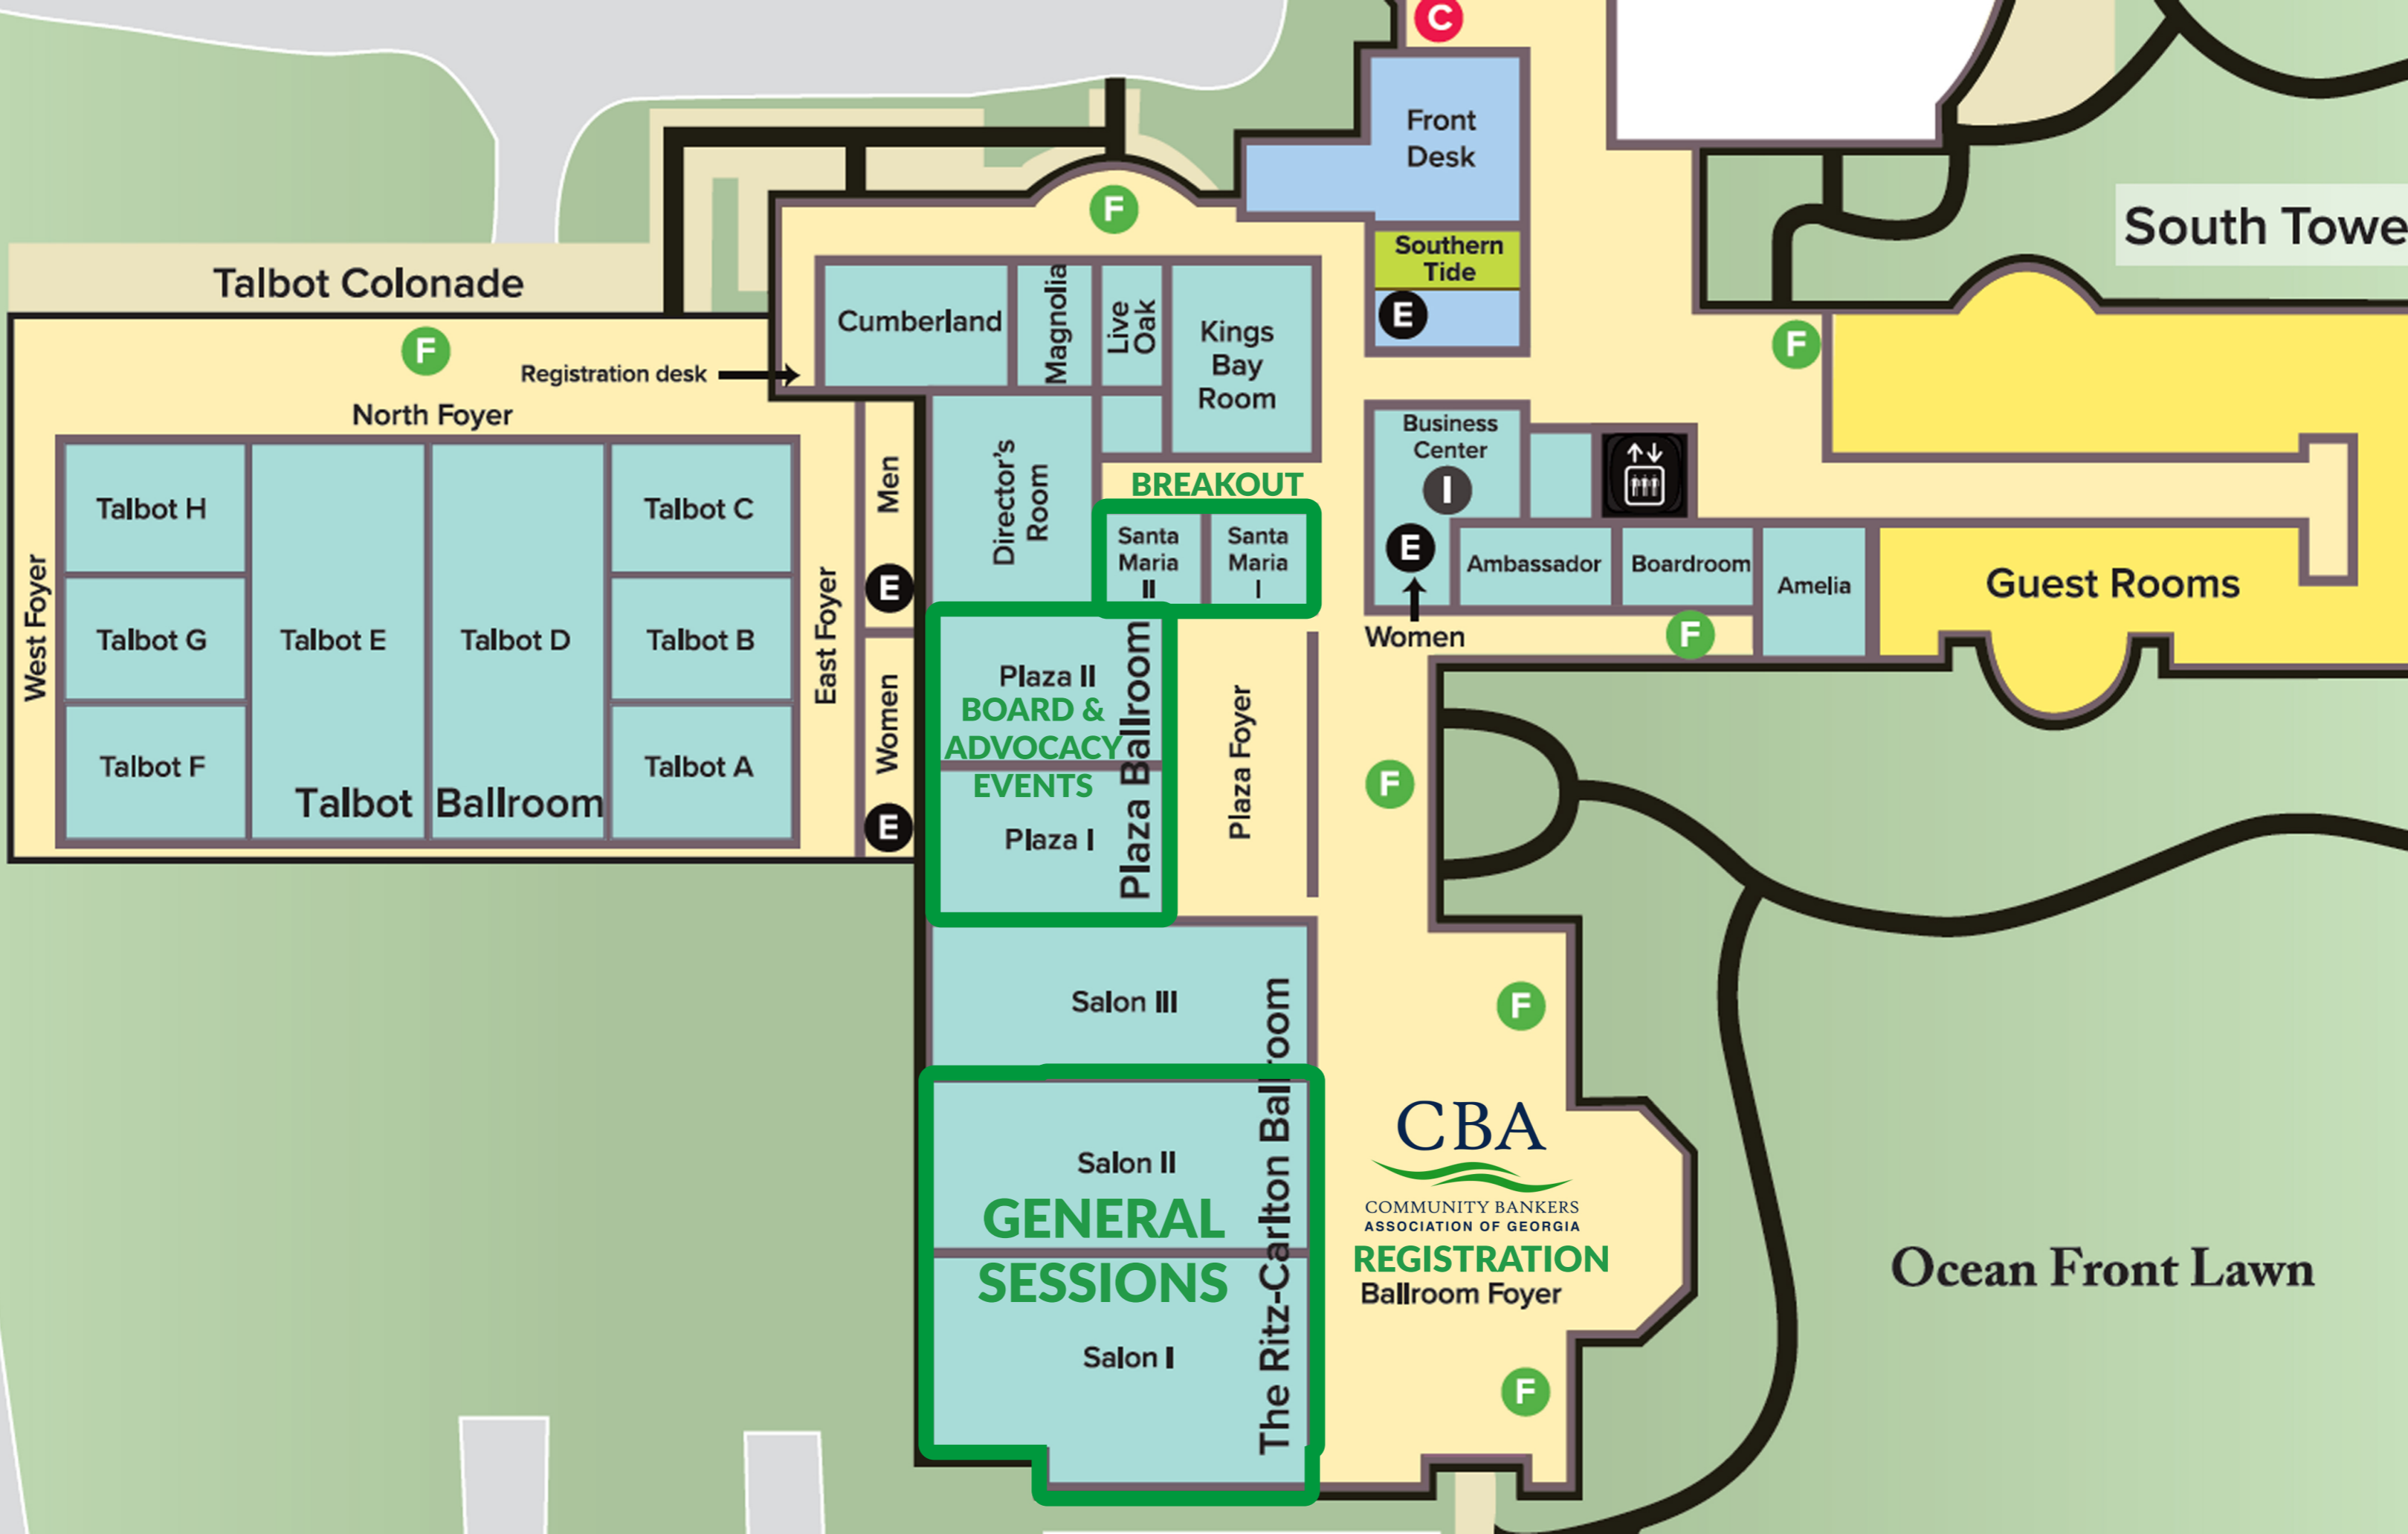 C
Front
Desk
F
Southern
Tide
E
South Towe
Talbot Colonade
F
Registration desk
North Foyer
Cumberland
Magnolia
Live
Oak
Kings
Bay
Room
F
West Foyer
Talbot H
Talbot G
Talbot F
Talbot E
Talbot D
Talbot C
Talbot B
Talbot A
Talbot Ballroom
East Foyer
Men
E
Women
E
Director's
Room
BREAKOUT
Santa
Maria
II
Santa
Maria
I
Business
Center
I
E
Women
Ambassador
Boardroom
Amelia
F
Guest Rooms
Plaza II
BOARD &
ADVOCACY
EVENTS
Plaza I
Plaza Ballroom
Plaza Foyer
F
Salon III
F
Salon II
GENERAL
SESSIONS
Salon I
The Ritz-Carlton Ballroom
CBA
COMMUNITY BANKERS
ASSOCIATION OF GEORGIA
REGISTRATION
Ballroom Foyer
F
Ocean Front Lawn